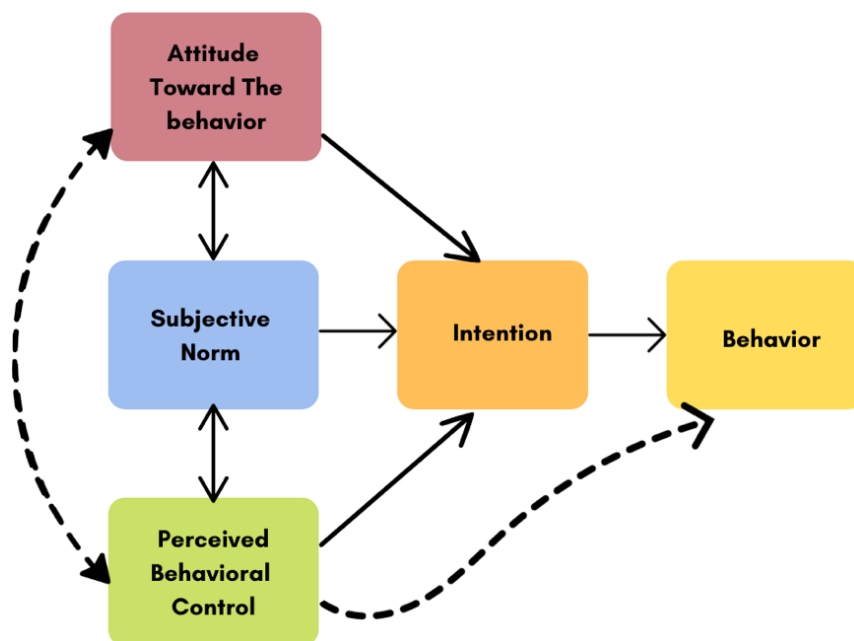 Attitude
Toward The
behavior
Subjective
Norm
Intention
Behavior
Perceived
Behavioral
Control